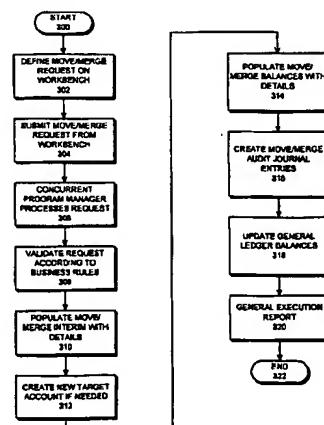 START
300
DEFINE MOVE/MERGE
REQUEST ON
WORKBENCH
302
SUBMIT MOVE/MERGE
REQUEST FROM
WORKBENCH
304
CONCURRENT
PROGRAM MANAGER
PROCESSES REQUEST
306
VALIDATE REQUEST
ACCORDING TO
BUSINESS RULES
308
POPULATE MOVE/
MERGE INTERIM WITH
DETAILS
310
CREATE NEW TARGET
ACCOUNT IF NEEDED
312
POPULATE MOVE/
MERGE BALANCES WITH
DETAILS
314
CREATE MOVE/MERGE
AUDIT JOURNAL
ENTRIES
316
UPDATE GENERAL
LEDGER BALANCES
318
GENERAL EXECUTION
REPORT
320
END
322